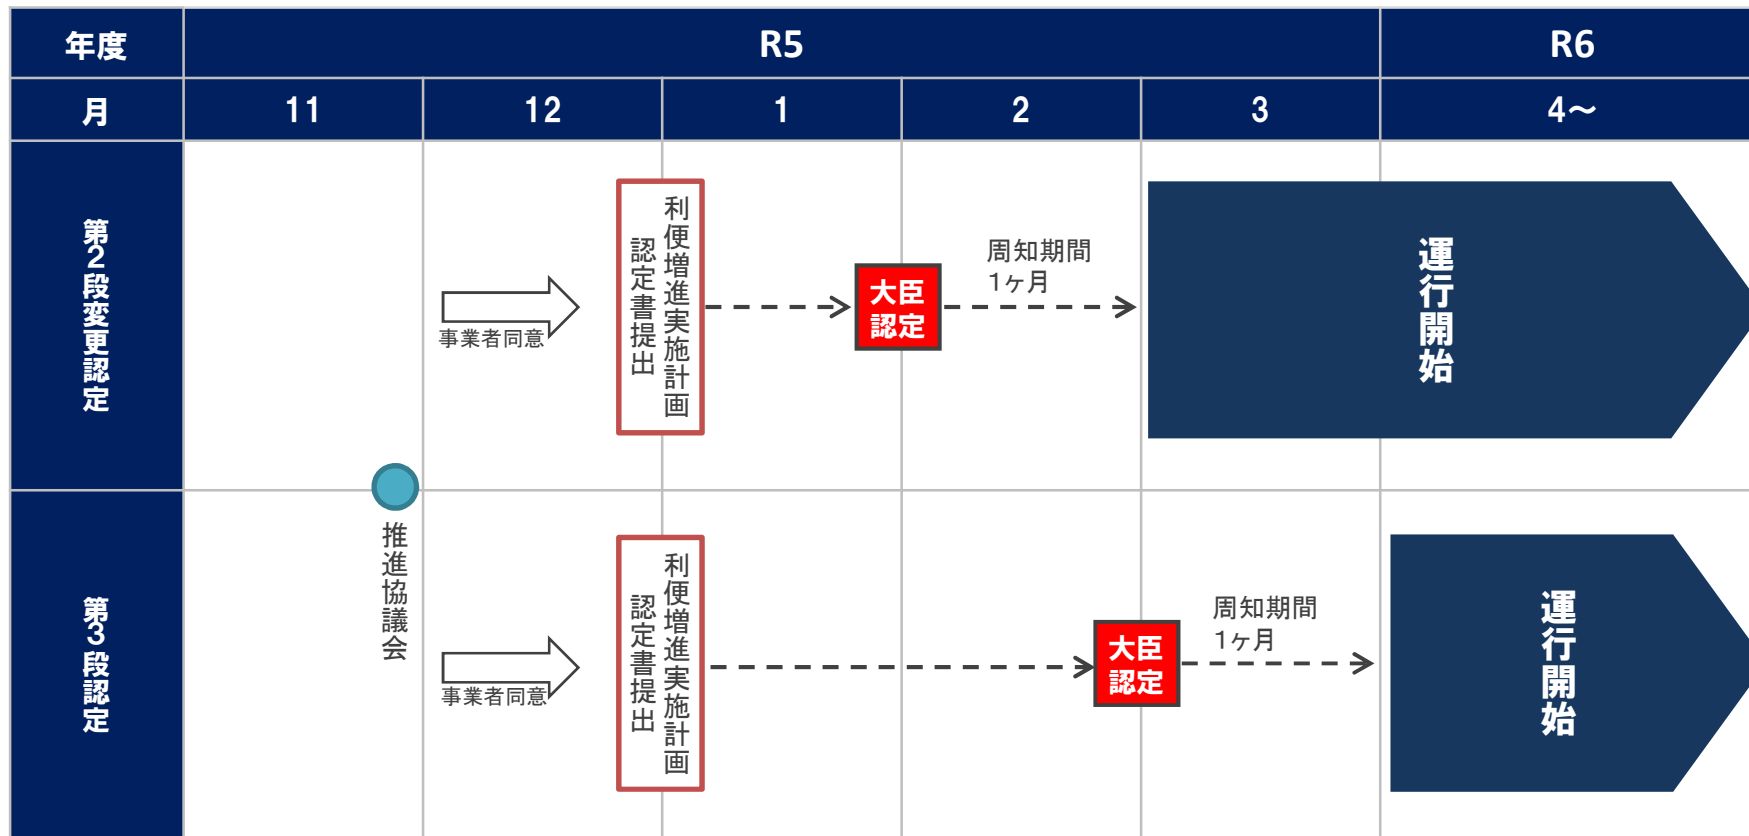 年度
R5
R6
月
11
12
1
2
3
4～
第2段変更認定
事業者同意
利便増進実施計画
認定書提出
大臣
認定
周知期間
1ヶ月
運行開始
推進協議会
第3段認定
事業者同意
利便増進実施計画
認定書提出
大臣
認定
周知期間
1ヶ月
運行開始